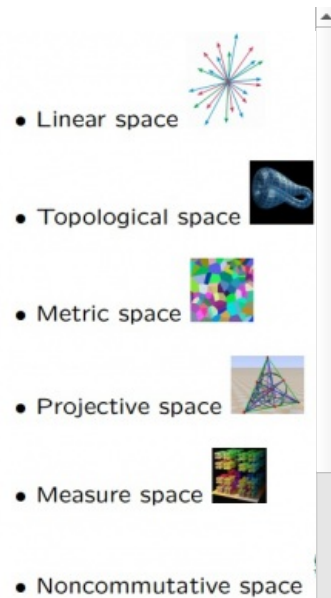 • Linear space
• Topological space
• Metric space
• Projective space
• Measure space
• Noncommutative space